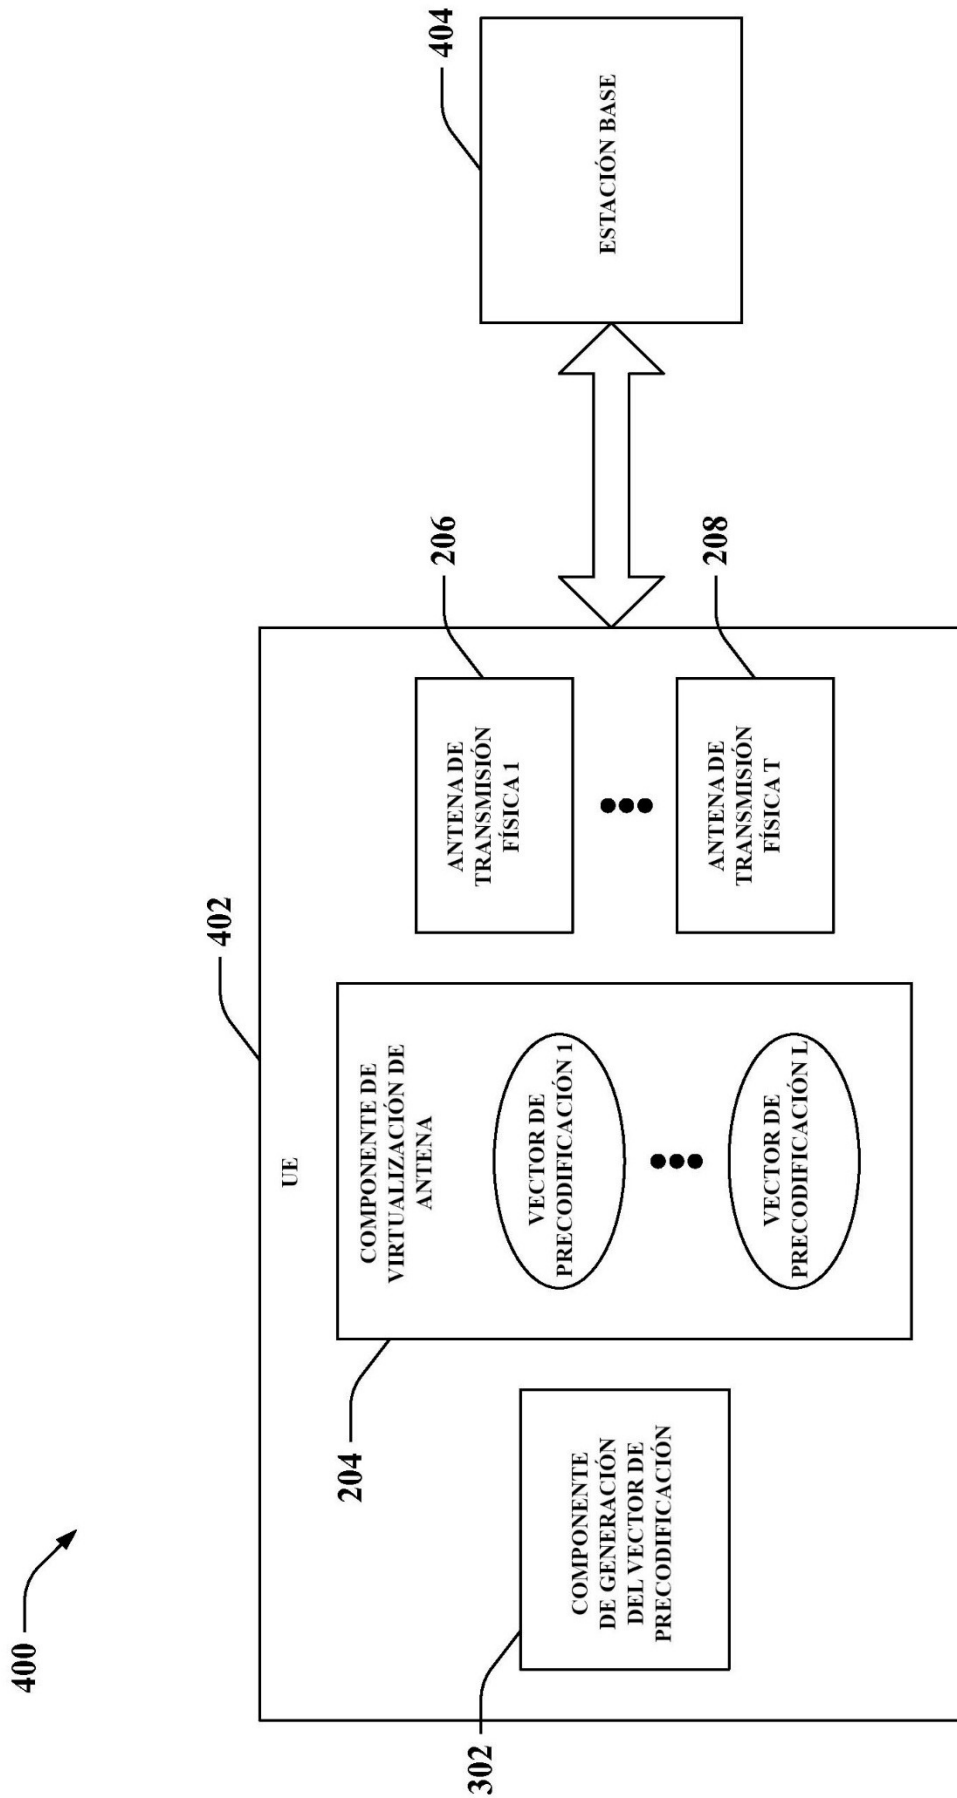 400
402
UE
302
COMPONENTE
DE GENERACIÓN
DEL VECTOR DE
PRECODIFICACIÓN
204
COMPONENTE DE
VIRTUALIZACIÓN DE
ANTENA
VECTOR DE
PRECODIFICACIÓN 1
VECTOR DE
PRECODIFICACIÓN L
206
ANTENA DE
TRANSMISIÓN
FÍSICA 1
208
ANTENA DE
TRANSMISIÓN
FÍSICA T
404
ESTACIÓN BASE